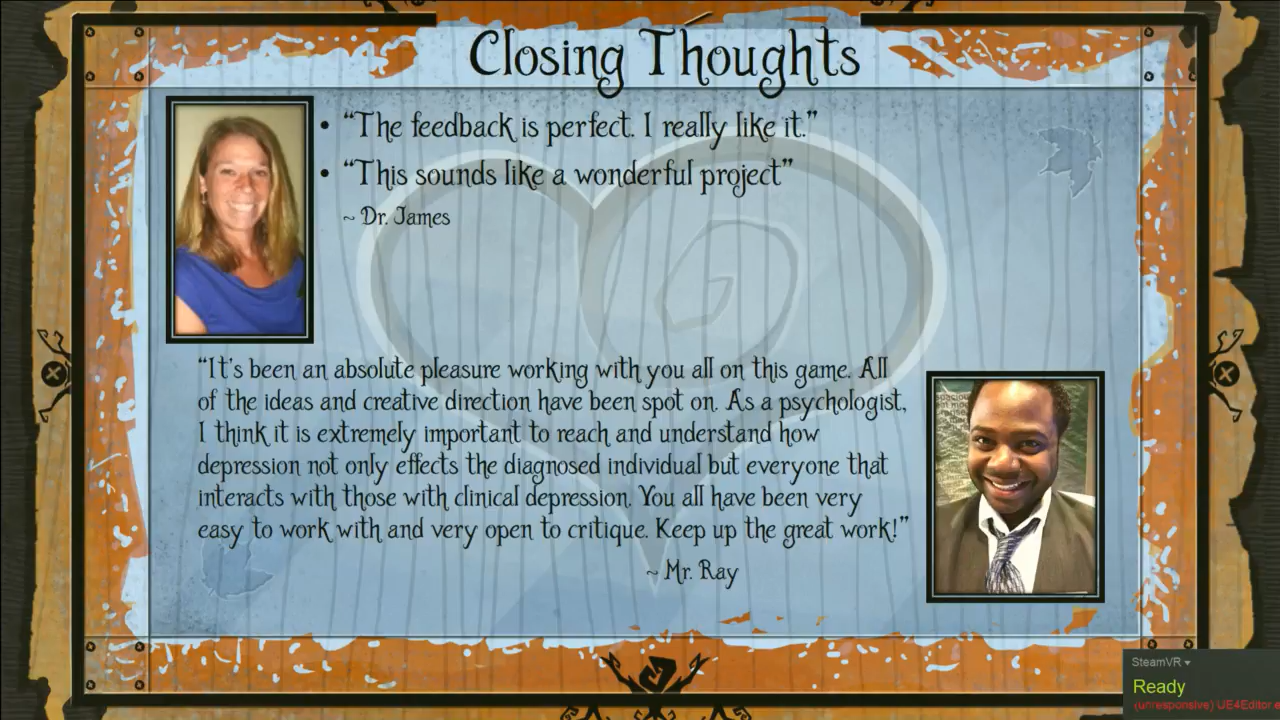 Closing Thoughts
• “The feedback is perfect. I really like it.”
• “This sounds like a wonderful project”
~ Dr. James
“It's been an absolute pleasure working with you all on this game. All
of the ideas and creative direction have been spot on. As a psychologist,
I think it is extremely important to reach and understand how
depression not only effects the diagnosed individual but everyone that
interacts with those with clinical depression. You all have been very
easy to work with and very open to critique. Keep up the great work!”
~ Mr. Ray
SteamVR ▾
Ready
(unresponsive) UE4Editor.e